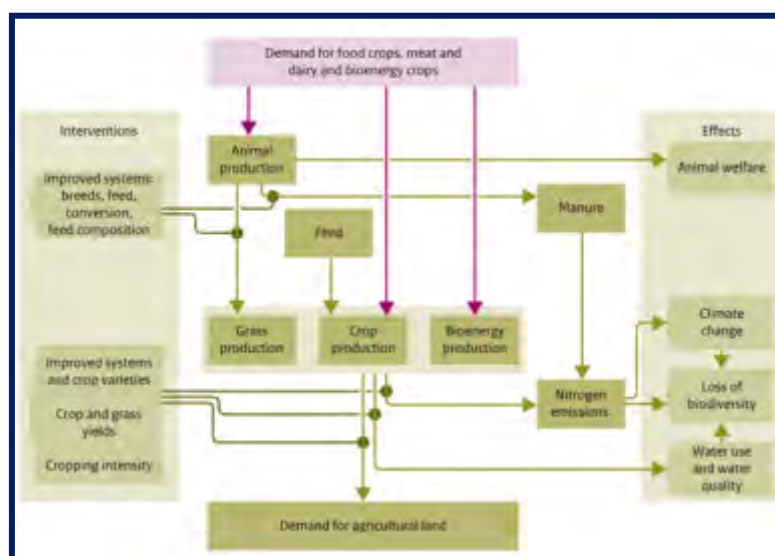 Demand for food crops, meat and
dairy and bioenergy crops
Interventions
Effects
Animal
production
Animal welfare
Improved systems:
breeds, feed,
conversion,
feed composition
Manure
Feed
Grass
production
Crop
production
Bioenergy
production
Climate
change
Improved systems
and crop varieties
Crop and grass
yields
Cropping intensity
Nitrogen
emissions
Loss of
biodiversity
Water use
and water
quality
Demand for agricultural land